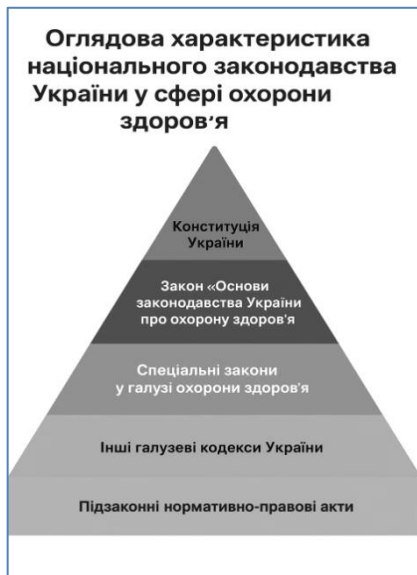 Оглядова характеристика
національного законодавства
України у сфері охорони
здоров'я
Конституція
України
Закон «Основи
законодавства України
про охорону здоров'я
Спеціальні закони
у галузі охорони здоров'я
Інші галузеві кодекси України
Підзаконні нормативно-правові акти